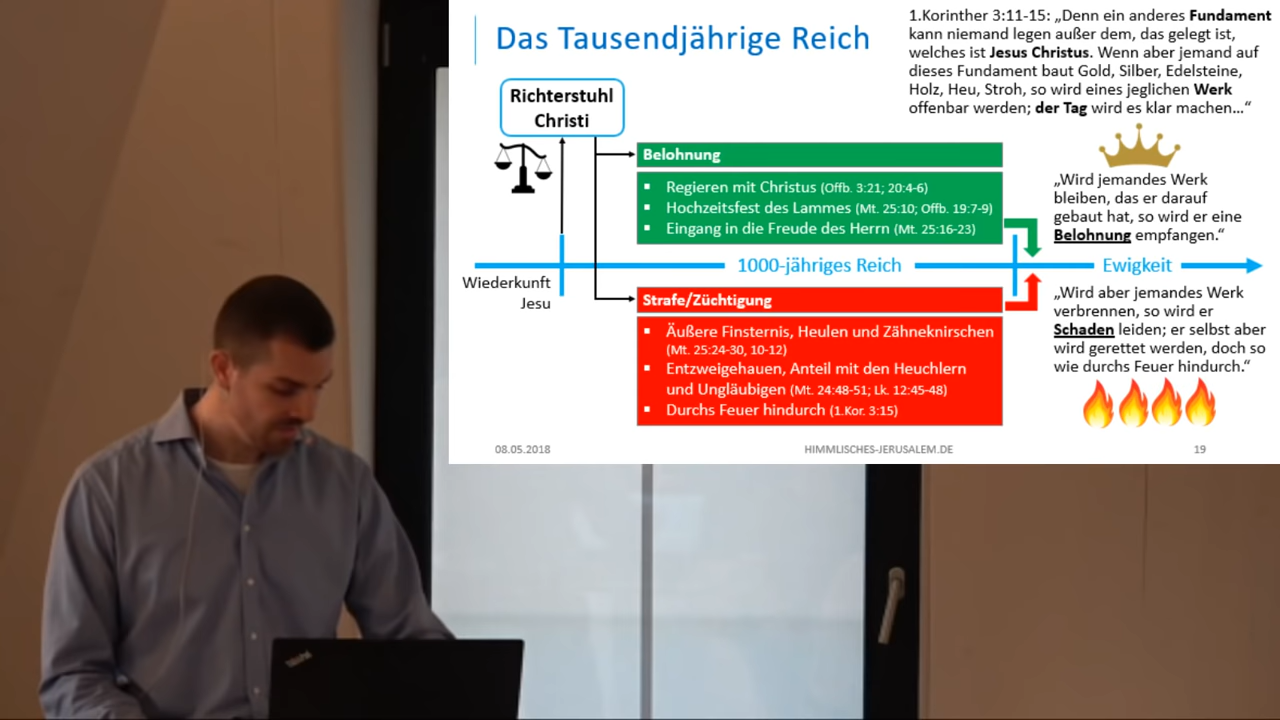 Das Tausendjährige Reich
1.Korinther 3:11-15: „Denn ein anderes Fundament
kann niemand legen außer dem, das gelegt ist,
welches ist Jesus Christus. Wenn aber jemand auf
dieses Fundament baut Gold, Silber, Edelsteine,
Holz, Heu, Stroh, so wird eines jeglichen Werk
offenbar werden; der Tag wird es klar machen…“
Richterstuhl
Christi
Belohnung
▪ Regieren mit Christus (Offb. 3:21; 20:4-6)
▪ Hochzeitsfest des Lammes (Mt. 25:10; Offb. 19:7-9)
▪ Eingang in die Freude des Herrn (Mt. 25:16-23)
„Wird jemandes Werk
bleiben, das er darauf
gebaut hat, so wird er eine
Belohnung empfangen.“
1000-jähriges Reich
Ewigkeit
Wiederkunft
Jesu
Strafe/Züchtigung
▪ Äußere Finsternis, Heulen und Zähneknirschen
(Mt. 25:24-30, 10-12)
▪ Entzweigehauen, Anteil mit den Heuchlern
und Ungläubigen (Mt. 24:48-51; Lk. 12:45-48)
▪ Durchs Feuer hindurch (1.Kor. 3:15)
„Wird aber jemandes Werk
verbrennen, so wird er
Schaden leiden; er selbst aber
wird gerettet werden, doch so
wie durchs Feuer hindurch.“
08.05.2018
HIMMLISCHES-JERUSALEM.DE
19
ThinkPad